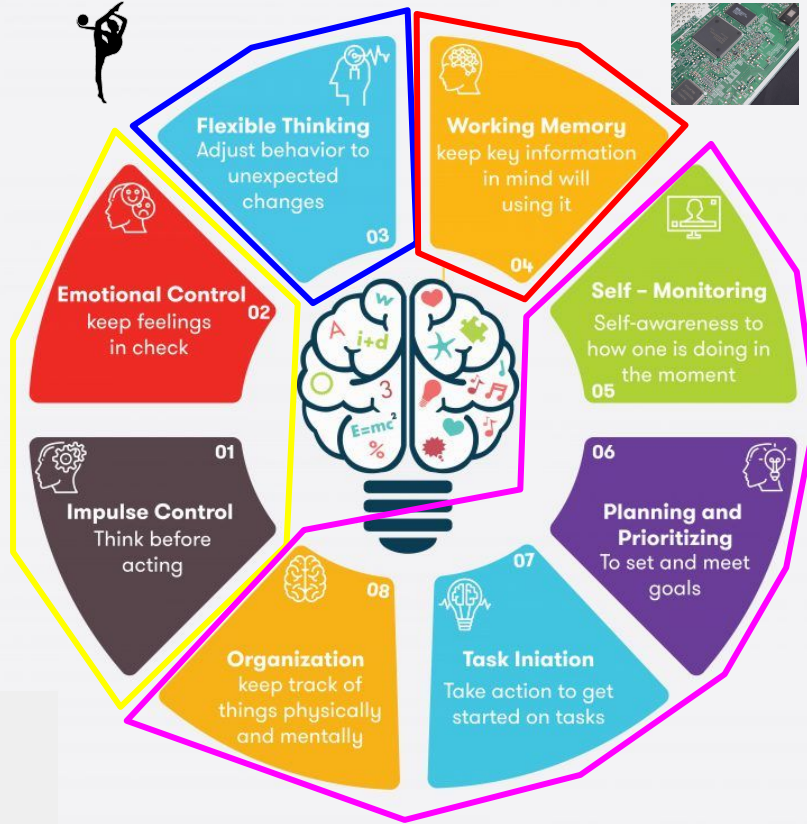 Flexible Thinking
Adjust behavior to
unexpected
changes
03
Working Memory
keep key information
in mind will
using it
04
Emotional Control
02
keep feelings
in check
Self – Monitoring
Self-awareness to
how one is doing in
the moment
05
W
A
i+d
3
E=mc²
%
01
Impulse Control
Think before
acting
06
Planning and
Prioritizing
To set and meet
goals
08
Organization
keep track of
things physically
and mentally
07
Task Iniation
Take action to get
started on tasks